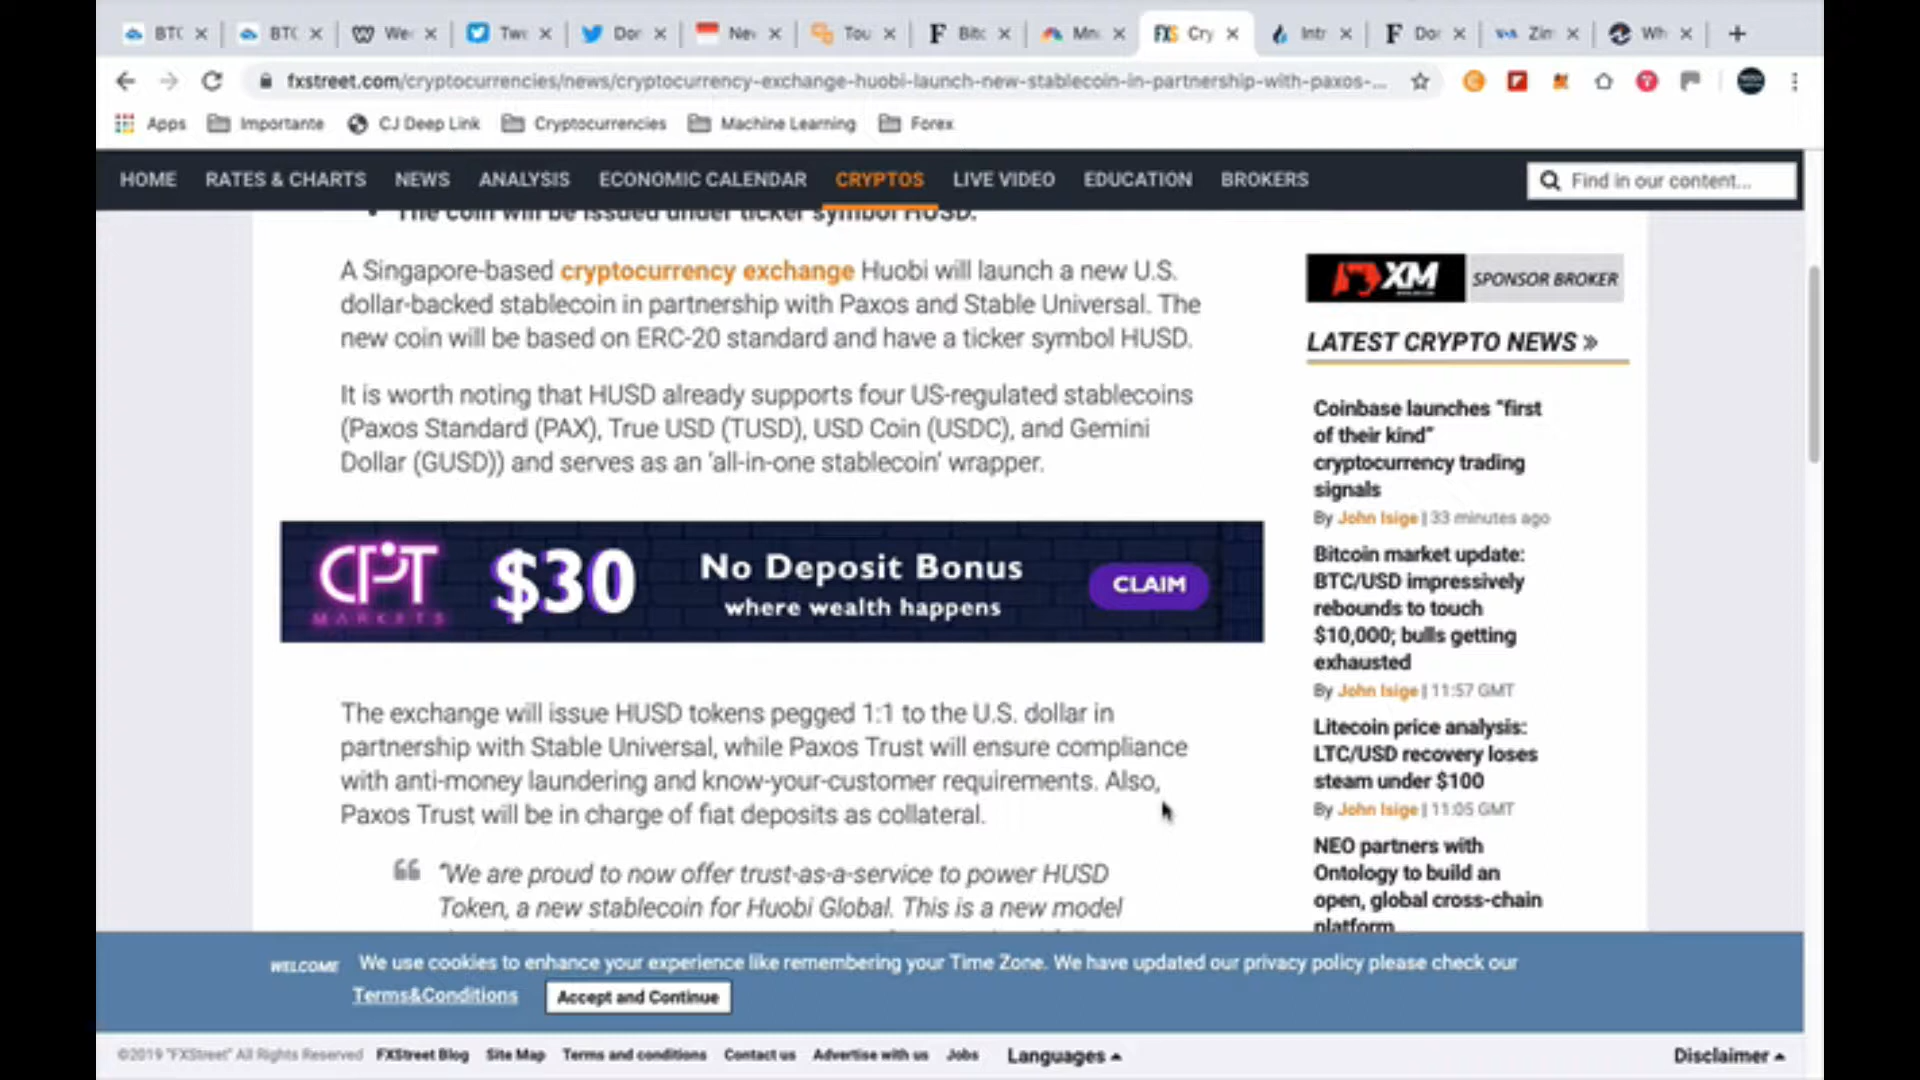 BTC
BTC
We
Twe
Dor
Nev
Tou
Bitc
Mn
FXS Cry
Intr
Dor
Zin
Wh
fxstreet.com/cryptocurrencies/news/cryptocurrency-exchange-huobi-launch-new-stablecoin-in-partnership-with-paxos-...
Apps
Importante
CJ Deep Link
Cryptocurrencies
Machine Learning
Forex
HOME
RATES & CHARTS
NEWS
ANALYSIS
ECONOMIC CALENDAR
CRYPTOS
LIVE VIDEO
EDUCATION
BROKERS
Find in our content...
• The coin will be issued under ticker symbol HUSD.
A Singapore-based cryptocurrency exchange Huobi will launch a new U.S.
dollar-backed stablecoin in partnership with Paxos and Stable Universal. The
new coin will be based on ERC-20 standard and have a ticker symbol HUSD.
It is worth noting that HUSD already supports four US-regulated stablecoins
(Paxos Standard (PAX), True USD (TUSD), USD Coin (USDC), and Gemini
Dollar (GUSD)) and serves as an 'all-in-one stablecoin' wrapper.
CPT
MARKETS
$30
No Deposit Bonus
where wealth happens
CLAIM
The exchange will issue HUSD tokens pegged 1:1 to the U.S. dollar in
partnership with Stable Universal, while Paxos Trust will ensure compliance
with anti-money laundering and know-your-customer requirements. Also,
Paxos Trust will be in charge of fiat deposits as collateral.
“We are proud to now offer trust-as-a-service to power HUSD
Token, a new stablecoin for Huobi Global. This is a new model
XM
SPONSOR BROKER
LATEST CRYPTO NEWS »
Coinbase launches “first
of their kind”
cryptocurrency trading
signals
By John Isige | 33 minutes ago
Bitcoin market update:
BTC/USD impressively
rebounds to touch
$10,000; bulls getting
exhausted
By John Isige | 11:57 GMT
Litecoin price analysis:
LTC/USD recovery loses
steam under $100
By John Isige | 11:05 GMT
NEO partners with
Ontology to build an
open, global cross-chain
platform
WELCOME
We use cookies to enhance your experience like remembering your Time Zone. We have updated our privacy policy please check our
Terms&Conditions
Accept and Continue
©2019 "FXStreet" All Rights Reserved
FXStreet Blog
Site Map
Terms and conditions
Contact us
Advertise with us
Jobs
Languages
Disclaimer